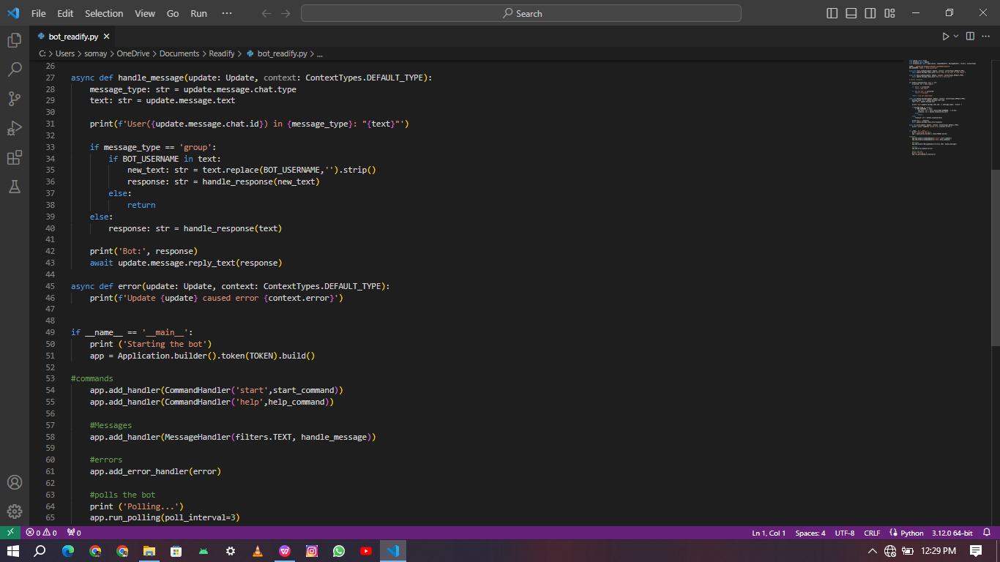 File Edit Selection View Go Run ··· Search
bot_readify.py
C: > Users > somay > OneDrive > Documents > Readify > bot_readify.py > ...
26
27 async def handle_message(update: Update, context: ContextTypes.DEFAULT_TYPE):
28     message_type: str = update.message.chat.type
29     text: str = update.message.text
30
31     print(f'User({update.message.chat.id}) in {message_type}: "{text}"')
32
33     if message_type == 'group':
34         if BOT_USERNAME in text:
35             new_text: str = text.replace(BOT_USERNAME,'').strip()
36             response: str = handle_response(new_text)
37         else:
38             return
39     else:
40         response: str = handle_response(text)
41
42     print('Bot:', response)
43     await update.message.reply_text(response)
44
45 async def error(update: Update, context: ContextTypes.DEFAULT_TYPE):
46     print(f'Update {update} caused error {context.error}')
47
48
49 if __name__ == '__main__':
50     print ('Starting the bot')
51     app = Application.builder().token(TOKEN).build()
52
53 #commands
54     app.add_handler(CommandHandler('start',start_command))
55     app.add_handler(CommandHandler('help',help_command))
56
57     #Messages
58     app.add_handler(MessageHandler(filters.TEXT, handle_message))
59
60     #errors
61     app.add_error_handler(error)
62
63     #polls the bot
64     print ('Polling...')
65     app.run_polling(poll_interval=3)
0 0 0 Ln 1, Col 1 Spaces: 4 UTF-8 CRLF Python 3.12.0 64-bit
12:29 PM